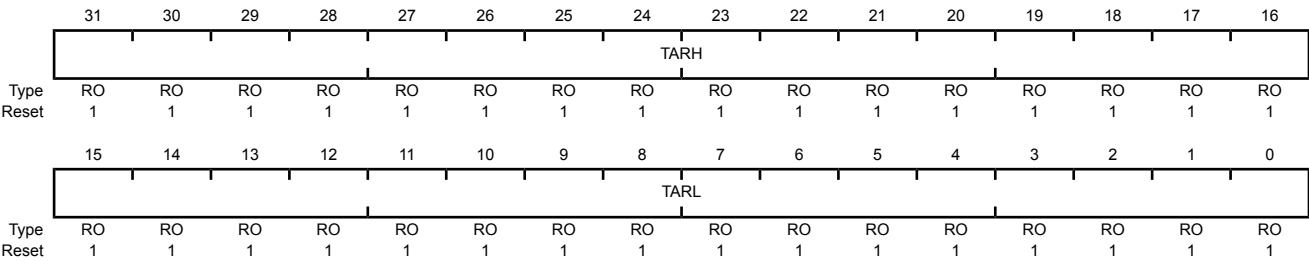 31 30 29 28 27 26 25 24 23 22 21 20 19 18 17 16
TARH
Type RO RO RO RO RO RO RO RO RO RO RO RO RO RO RO RO
Reset 1 1 1 1 1 1 1 1 1 1 1 1 1 1 1 1
15 14 13 12 11 10 9 8 7 6 5 4 3 2 1 0
TARL
Type RO RO RO RO RO RO RO RO RO RO RO RO RO RO RO RO
Reset 1 1 1 1 1 1 1 1 1 1 1 1 1 1 1 1